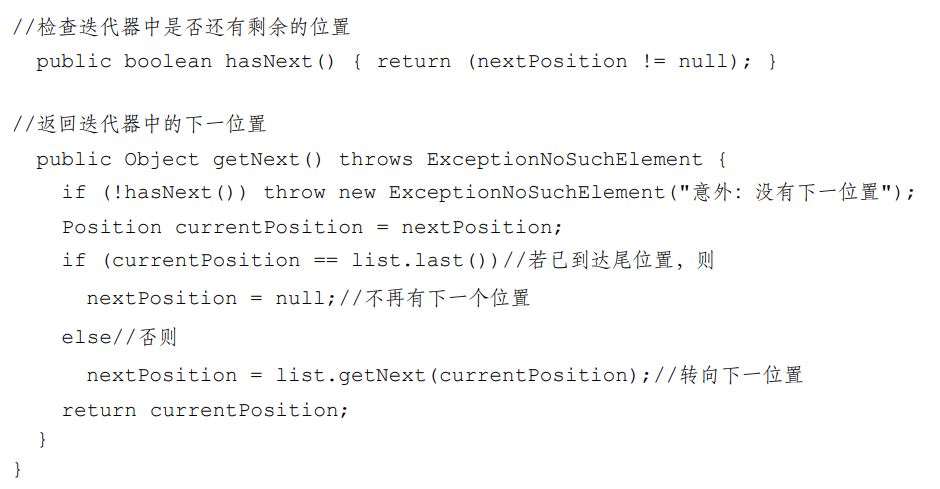 //检查迭代器中是否还有剩余的位置
public boolean hasNext() { return (nextPosition != null); }
//返回迭代器中的下一位置
public Object getNext() throws ExceptionNoSuchElement {
if (!hasNext()) throw new ExceptionNoSuchElement("意外：没有下一位置");
Position currentPosition = nextPosition;
if (currentPosition == list.last())//若已到达尾位置，则
nextPosition = null;//不再有下一个位置
else//否则
nextPosition = list.getNext(currentPosition);//转向下一位置
return currentPosition;
}
}